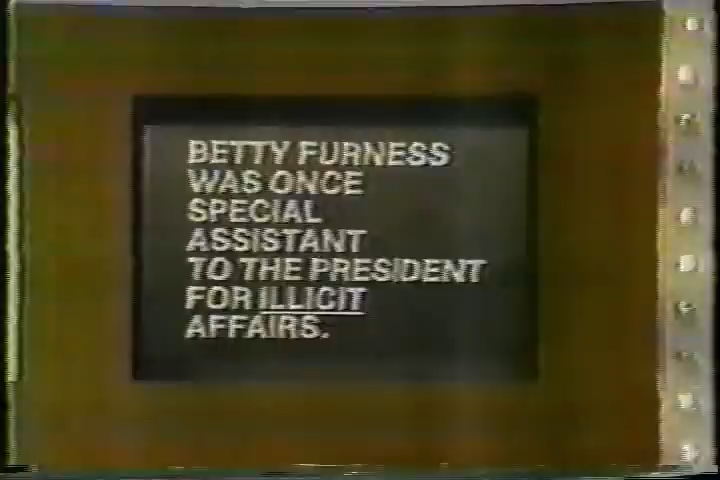 BETTY FURNESS
WAS ONCE
SPECIAL
ASSISTANT
TO THE PRESIDENT
FOR ILLICIT
AFFAIRS.